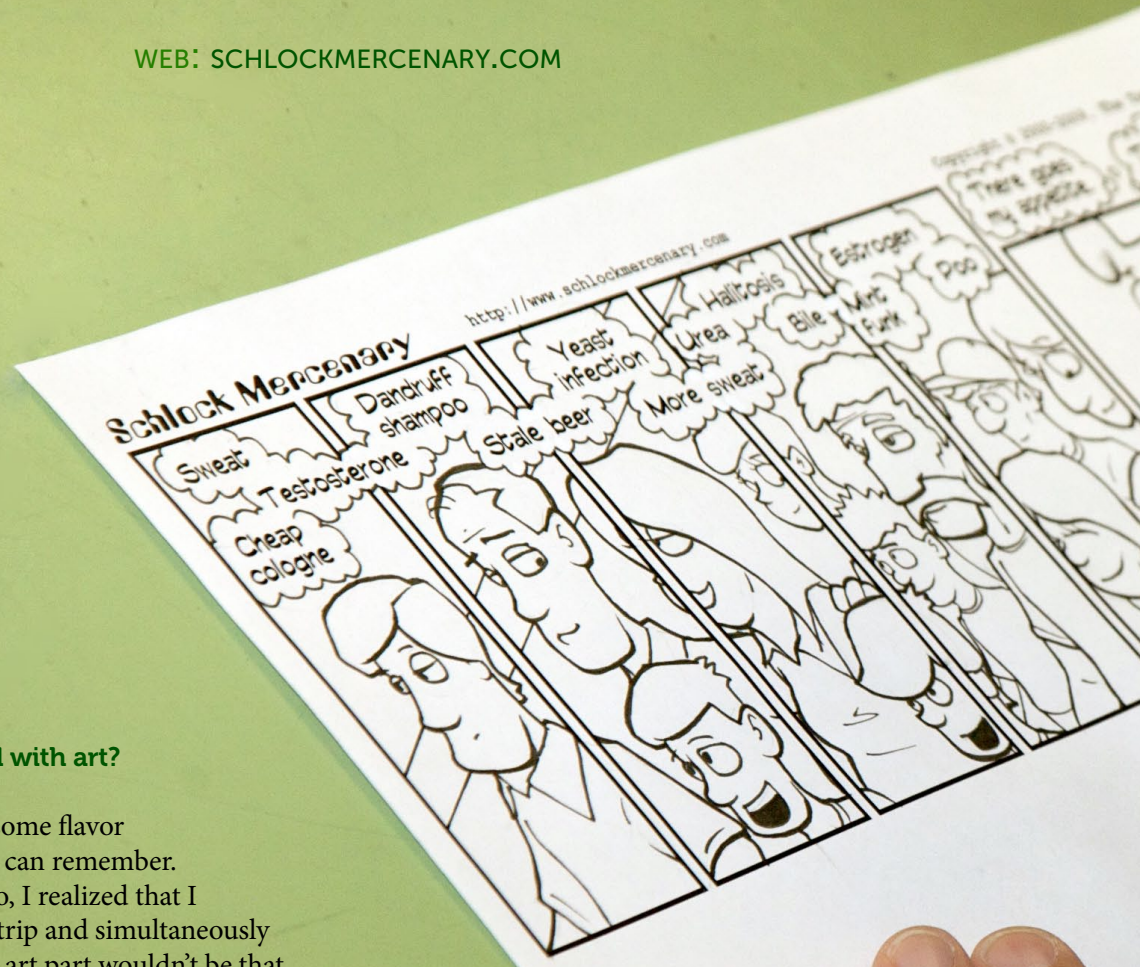 WEB: SCHLOCKMERCENARY.COM
Schlock Mercenary
http://www.schlockmercenary.com
Copyright
Sweat
Testosterone
Cheap
cologne
Dandruff
shampoo
Stale beer
Yeast
infection
More sweat
Urea
Halitosis
Bile
Mint
funk
Estrogen
Poo
There goes
my appetite.
with art?
some flavor
can remember.
, I realized that I
trip and simultaneously
art part wouldn't be that